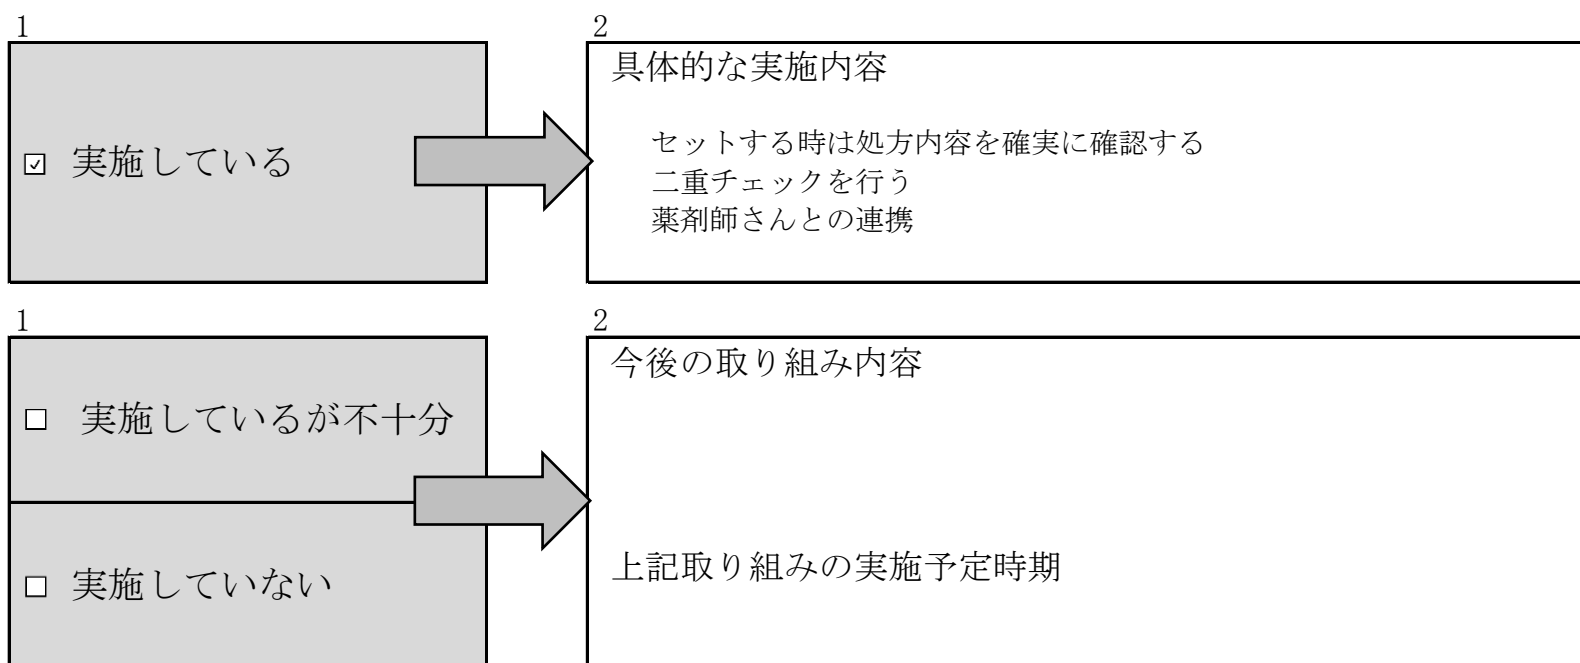 1
2
☑ 実施している
具体的な実施内容
セットする時は処方内容を確実に確認する
二重チェックを行う
薬剤師さんとの連携
1
2
☐ 実施しているが不十分
☐ 実施していない
今後の取り組み内容
上記取り組みの実施予定時期